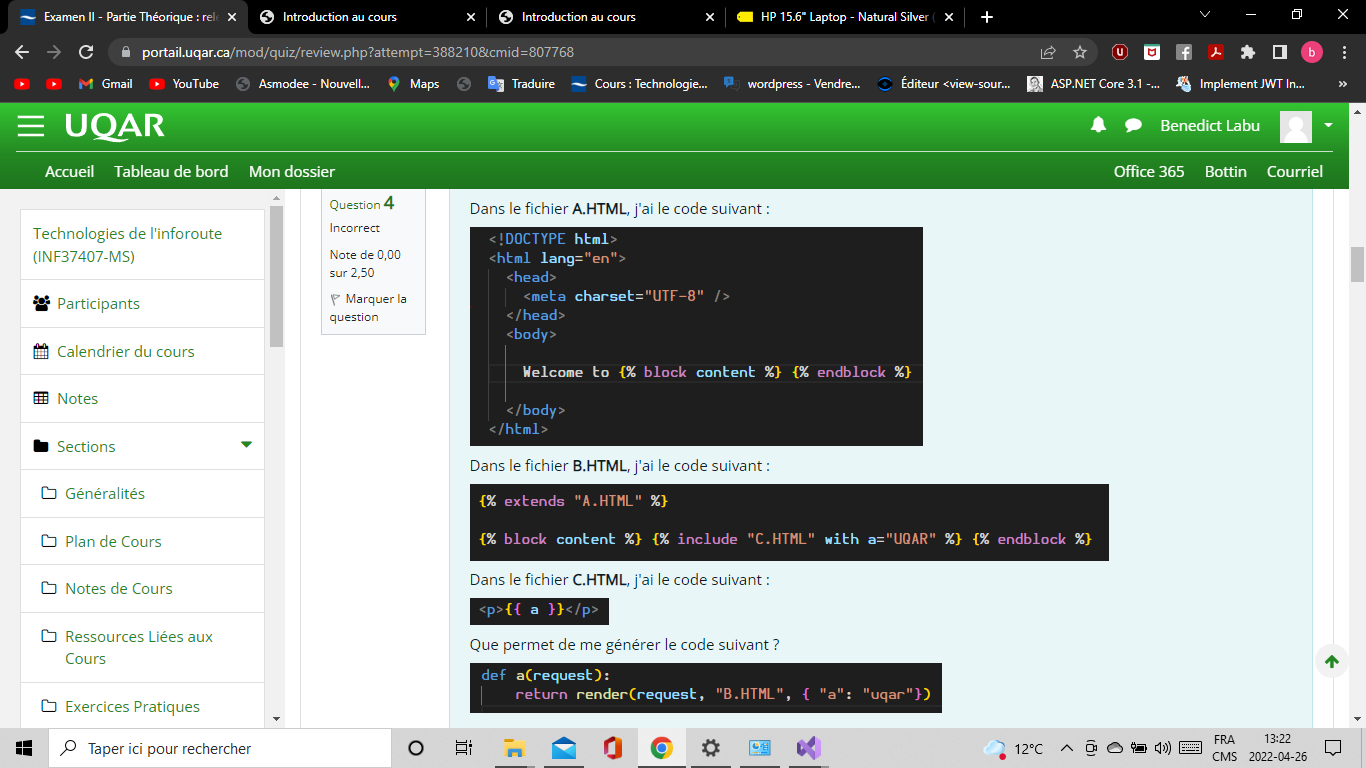 Examen II - Partie Théorique : rele
Introduction au cours
Introduction au cours
HP 15.6" Laptop - Natural Silver (
portail.uqar.ca/mod/quiz/review.php?attempt=388210&cmid=807768
b
Gmail
YouTube
Asmodee - Nouvell...
Maps
Traduire
Cours : Technologie...
wordpress - Vendre...
Éditeur <view-sour...
ASP.NET Core 3.1 -...
Implement JWT In...
»
UQAR
Benedict Labu
Accueil Tableau de bord Mon dossier
Office 365 Bottin Courriel
Technologies de l'inforoute
(INF37407-MS)
Participants
Calendrier du cours
Notes
Sections
Généralités
Plan de Cours
Notes de Cours
Ressources Liées aux
Cours
Exercices Pratiques
Question 4
Incorrect
Note de 0,00
sur 2,50
Marquer la
question
Dans le fichier A.HTML, j'ai le code suivant :
<!DOCTYPE html>
<html lang="en">
<head>
<meta charset="UTF-8" />
</head>
<body>
Welcome to {% block content %} {% endblock %}
</body>
</html>
Dans le fichier B.HTML, j'ai le code suivant :
{% extends "A.HTML" %}
{% block content %} {% include "C.HTML" with a="UQAR" %} {% endblock %}
Dans le fichier C.HTML, j'ai le code suivant :
<p>{{ a }}</p>
Que permet de me générer le code suivant ?
def a(request):
return render(request, "B.HTML", { "a": "uqar"})
Taper ici pour rechercher
12°C
FRA
CMS
13:22
2022-04-26